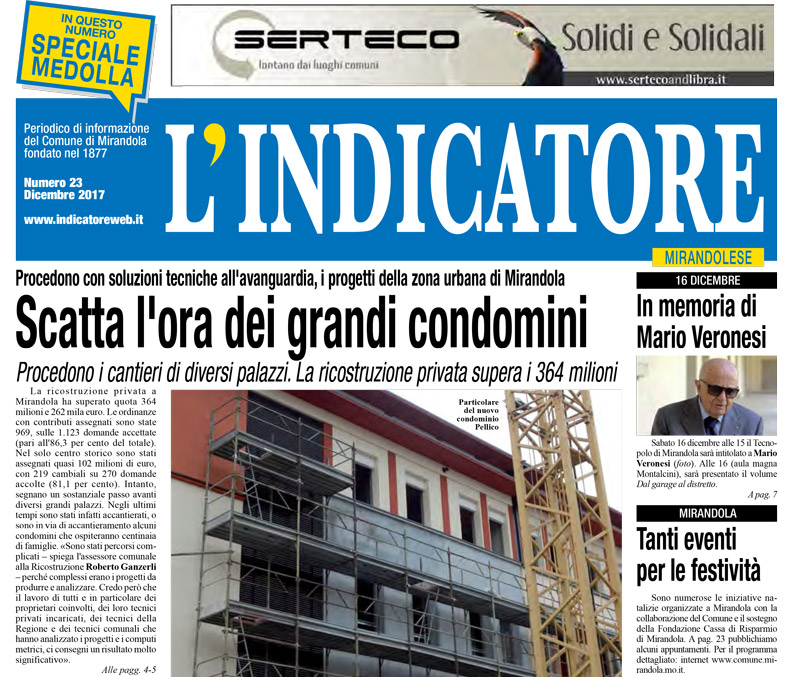 IN QUESTO
NUMERO
SPECIALE
MEDOLLA
SERTECO
lontano dai luoghi comuni
Solidi e Solidali
www.sertecoandlibra.it
Periodico di informazione
del Comune di Mirandola
fondato nel 1877
Numero 23
Dicembre 2017
www.indicatoreweb.it
L'INDICATORE
MIRANDOLESE
Procedono con soluzioni tecniche all'avanguardia, i progetti della zona urbana di Mirandola
Scatta l'ora dei grandi condomini
Procedono i cantieri di diversi palazzi. La ricostruzione privata supera i 364 milioni
La ricostruzione privata a
Mirandola ha superato quota 364
milioni e 262 mila euro. Le ordinanze
con contributi assegnati sono state
969, sulle 1.123 domande accettate
(pari all'86,3 per cento del totale).
Nel solo centro storico sono stati
assegnati quasi 102 milioni di euro,
con 219 cambiali su 270 domande
accolte (81,1 per cento). Intanto,
segnano un sostanziale passo avanti
diversi grandi palazzi. Negli ultimi
tempi sono stati infatti accantierati, o
sono in via di accantieramento alcuni
condomini che ospiteranno centinaia
di famiglie. «Sono stati percorsi com-
plicati – spiega l'assessore comunale
alla Ricostruzione Roberto Ganzerli
– perché complessi erano i progetti da
produrre e analizzare. Credo però che
il lavoro di tutti e in particolare dei
proprietari coinvolti, dei loro tecnici
privati incaricati, dei tecnici della
Regione e dei tecnici comunali che
hanno analizzato i progetti e i computi
metrici, ci consegni un risultato molto
significativo».
Alle pagg. 4-5
Particolare
del nuovo
condominio
Pellico
16 DICEMBRE
In memoria di
Mario Veronesi
Sabato 16 dicembre alle 15 il Tecno-
polo di Mirandola sarà intitolato a Mario
Veronesi (foto). Alle 16 (aula magna
Montalcini), sarà presentato il volume
Dal garage al distretto.
A pag. 7
MIRANDOLA
Tanti eventi
per le festività
Sono numerose le iniziative na-
talizie organizzate a Mirandola con la
collaborazione del Comune e il sostegno
della Fondazione Cassa di Risparmio
di Mirandola. A pag. 23 pubblichiamo
alcuni appuntamenti. Per il programma
dettagliato: internet www.comune.mi-
randola.mo.it.